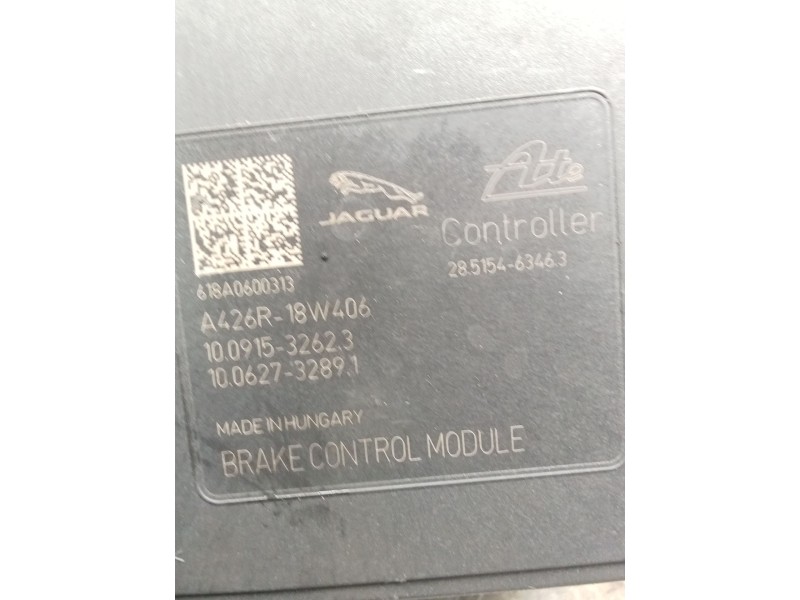 JAGUAR
Ate
Controller
28.5154-6346.3
618A0600313
A426R-18W406
10.0915-3262.3
10.0627-3289.1
MADE IN HUNGARY
BRAKE CONTROL MODULE